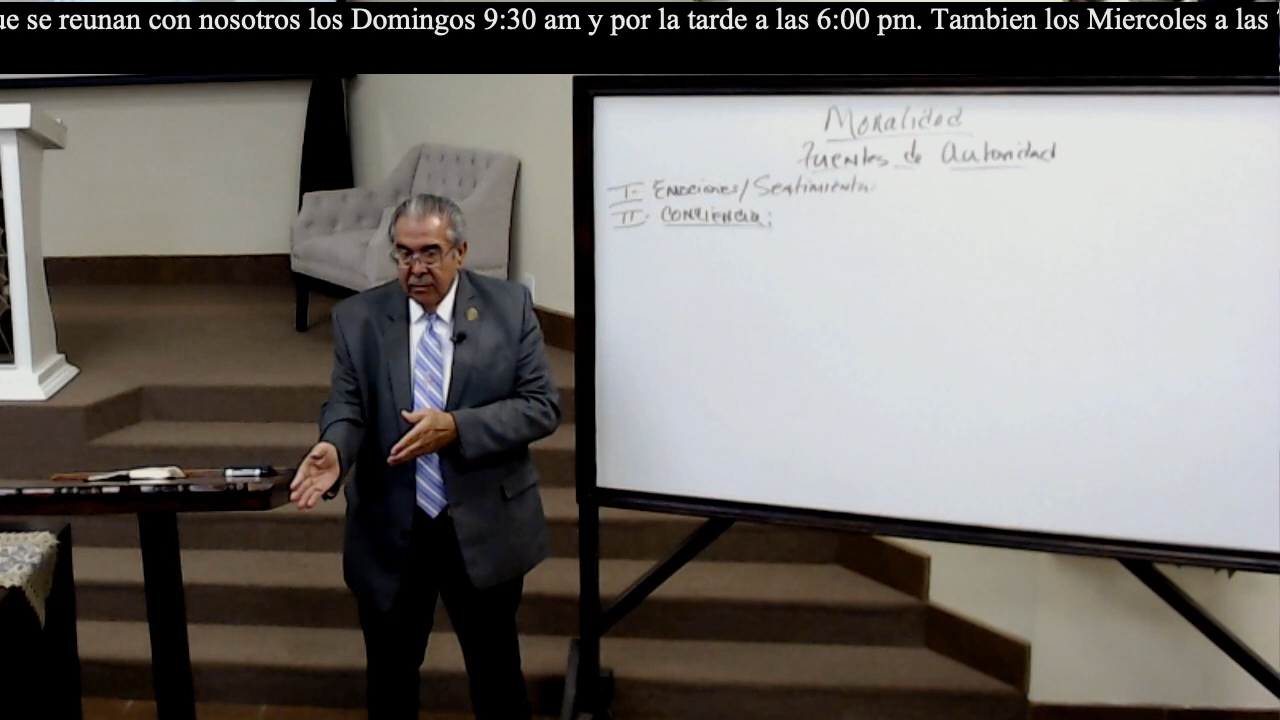 ue se reunan con nosotros los Domingos 9:30 am y por la tarde a las 6:00 pm. Tambien los Miercoles a las
Moralidad
Fuentes de Autoridad
I- Emociones/Sentimientos
II- Conciencia: